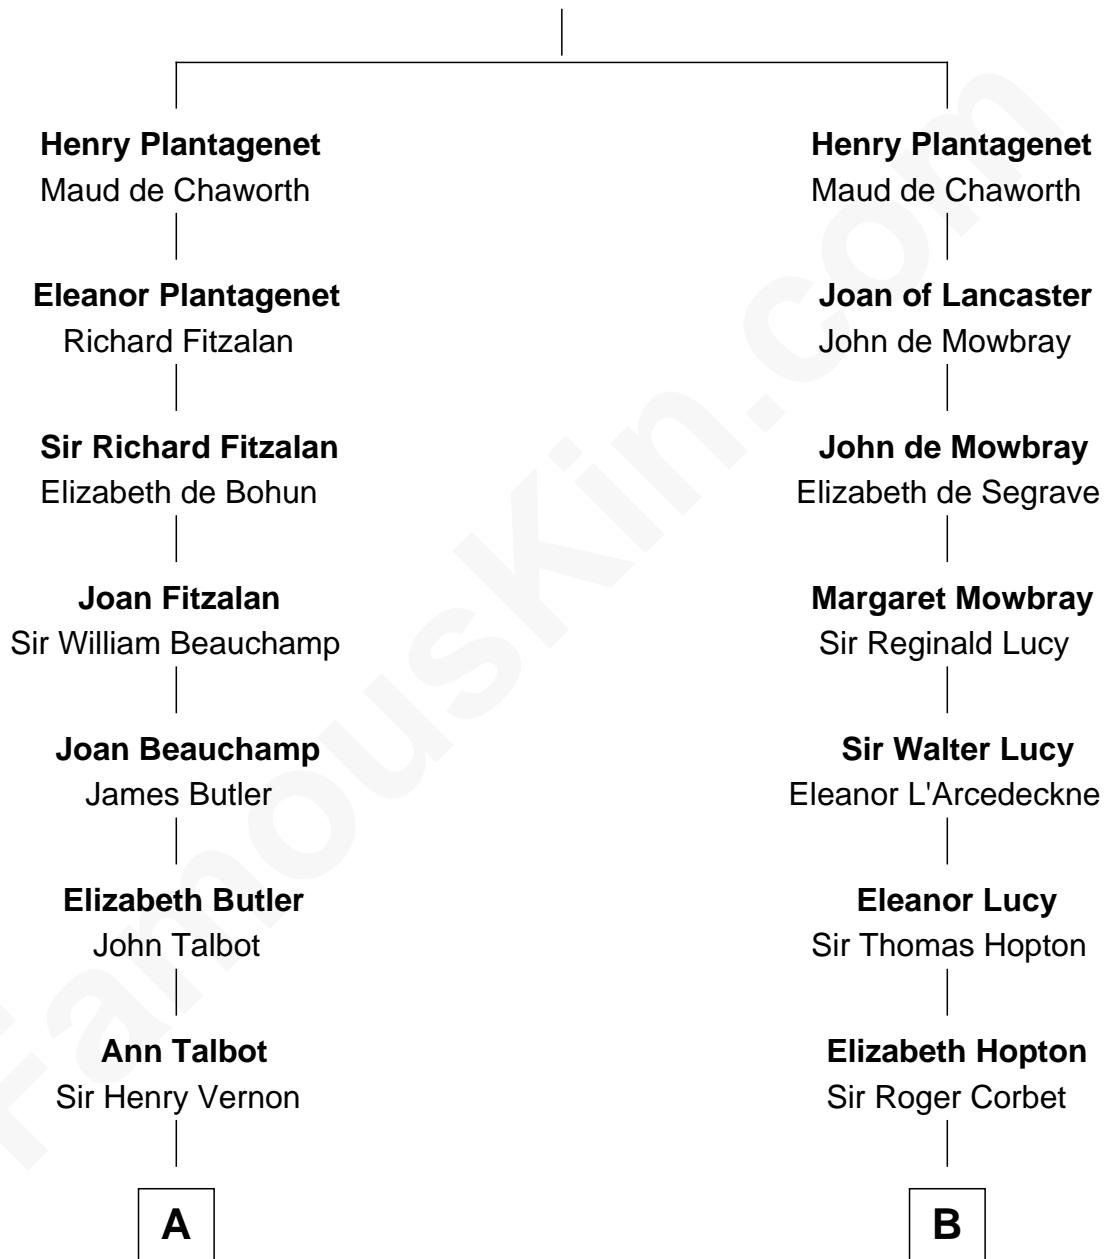 Henry Plantagenet
Maud de Chaworth
Eleanor Plantagenet
Richard Fitzalan
Sir Richard Fitzalan
Elizabeth de Bohun
Joan Fitzalan
Sir William Beauchamp
Joan Beauchamp
James Butler
Elizabeth Butler
John Talbot
Ann Talbot
Sir Henry Vernon
A
Henry Plantagenet
Maud de Chaworth
Joan of Lancaster
John de Mowbray
John de Mowbray
Elizabeth de Segrave
Margaret Mowbray
Sir Reginald Lucy
Sir Walter Lucy
Eleanor L'Arcedeckne
Eleanor Lucy
Sir Thomas Hopton
Elizabeth Hopton
Sir Roger Corbet
B
FamousKin.com